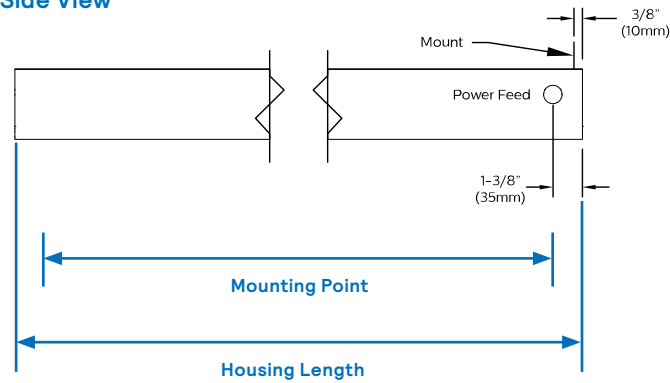 Side View
3/8"
(10mm)
Mount
Power Feed
1-3/8"
(35mm)
Mounting Point
Housing Length